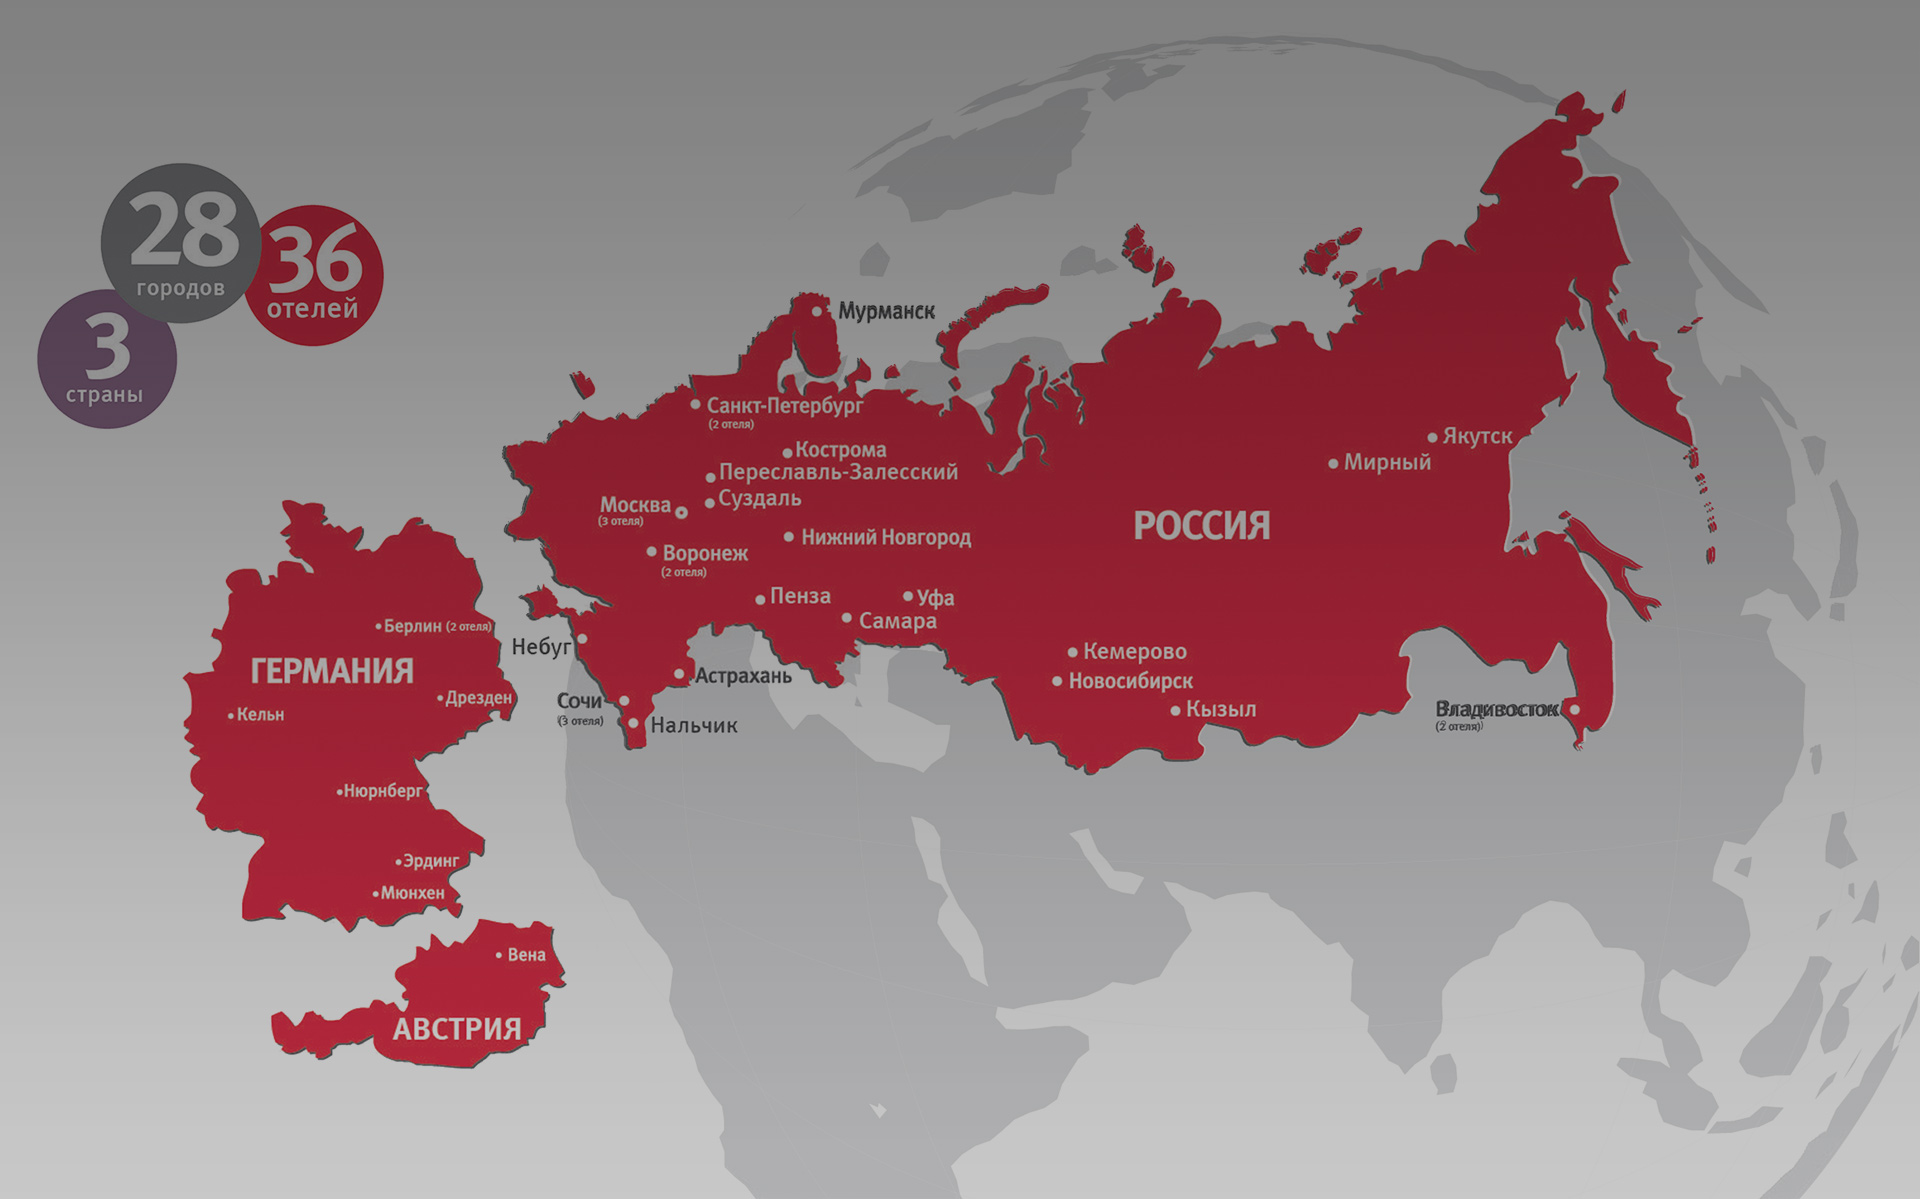 28
городов
36
отелей
3
страны
Мурманск
Санкт-Петербург
(2 отеля)
Кострома
Переславль-Залесский
Суздаль
Москва
(3 отеля)
Нижний Новгород
Воронеж
(2 отеля)
Пенза
Уфа
Самара
Небуг
Астрахань
Сочи
(3 отеля)
Нальчик
РОССИЯ
Якутск
Мирный
Кемерово
Новосибирск
Кызыл
Владивосток
(2 отеля)
Берлин (2 отеля)
ГЕРМАНИЯ
Дрезден
Кельн
Нюрнберг
Эрдинг
Мюнхен
Вена
АВСТРИЯ